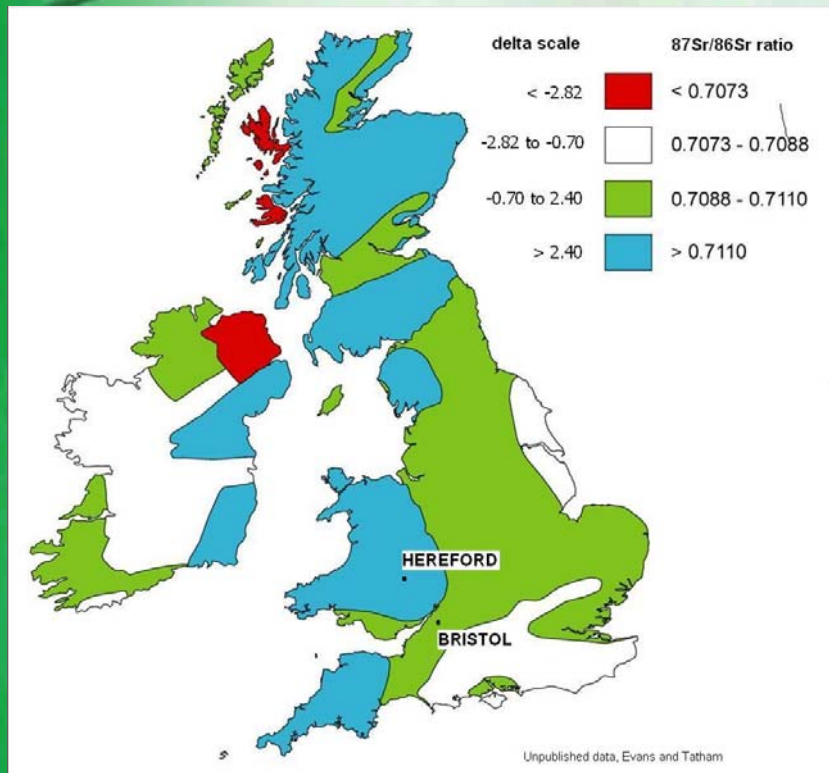 delta scale 87Sr/86Sr ratio
< -2.82 < 0.7073
-2.82 to -0.70 0.7073 - 0.7088
-0.70 to 2.40 0.7088 - 0.7110
> 2.40 > 0.7110
HEREFORD
BRISTOL
Unpublished data, Evans and Tatham